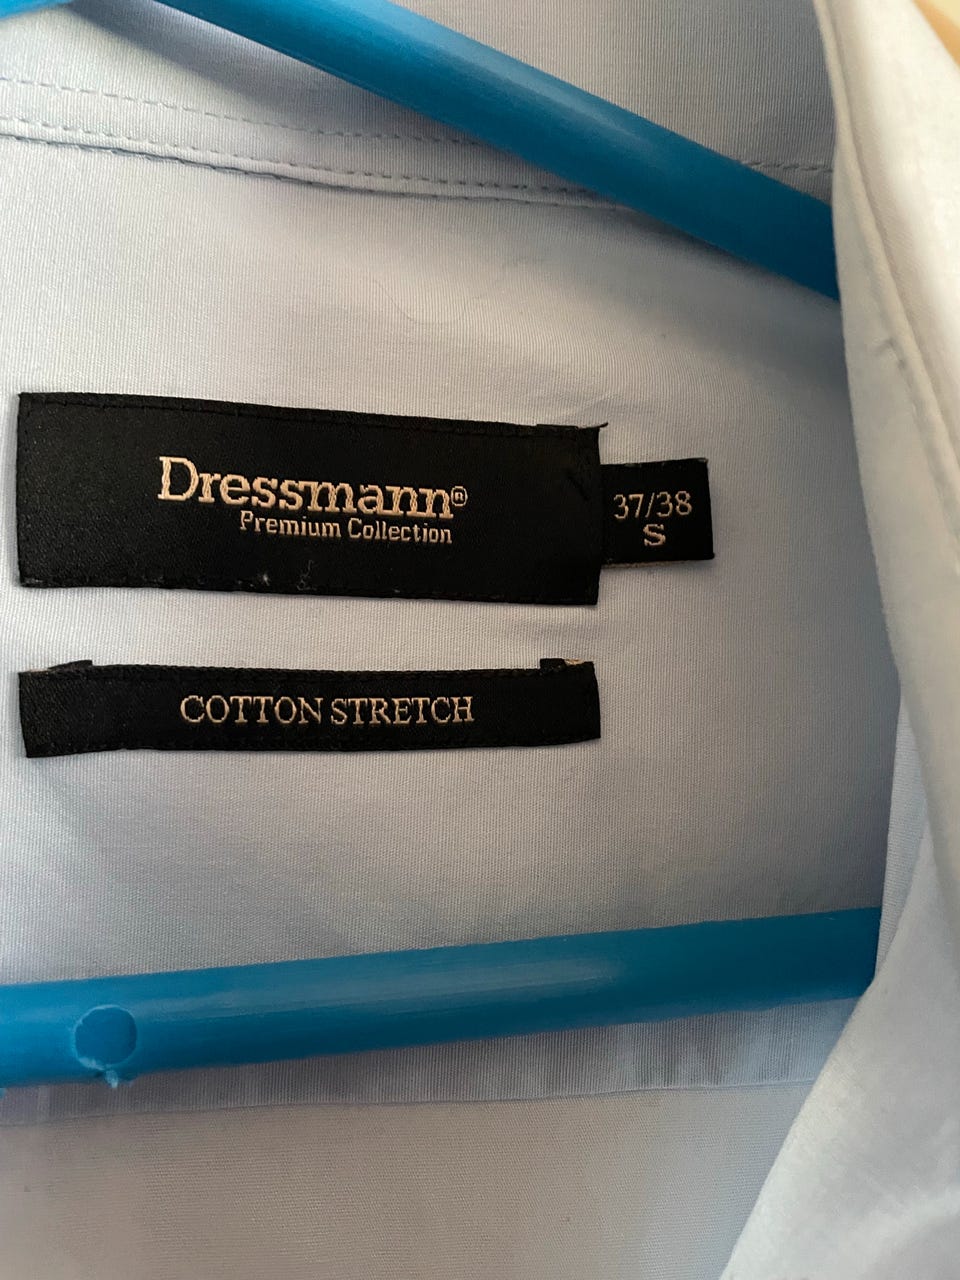 Dressmann®
Premium Collection
37/38
S
COTTON STRETCH